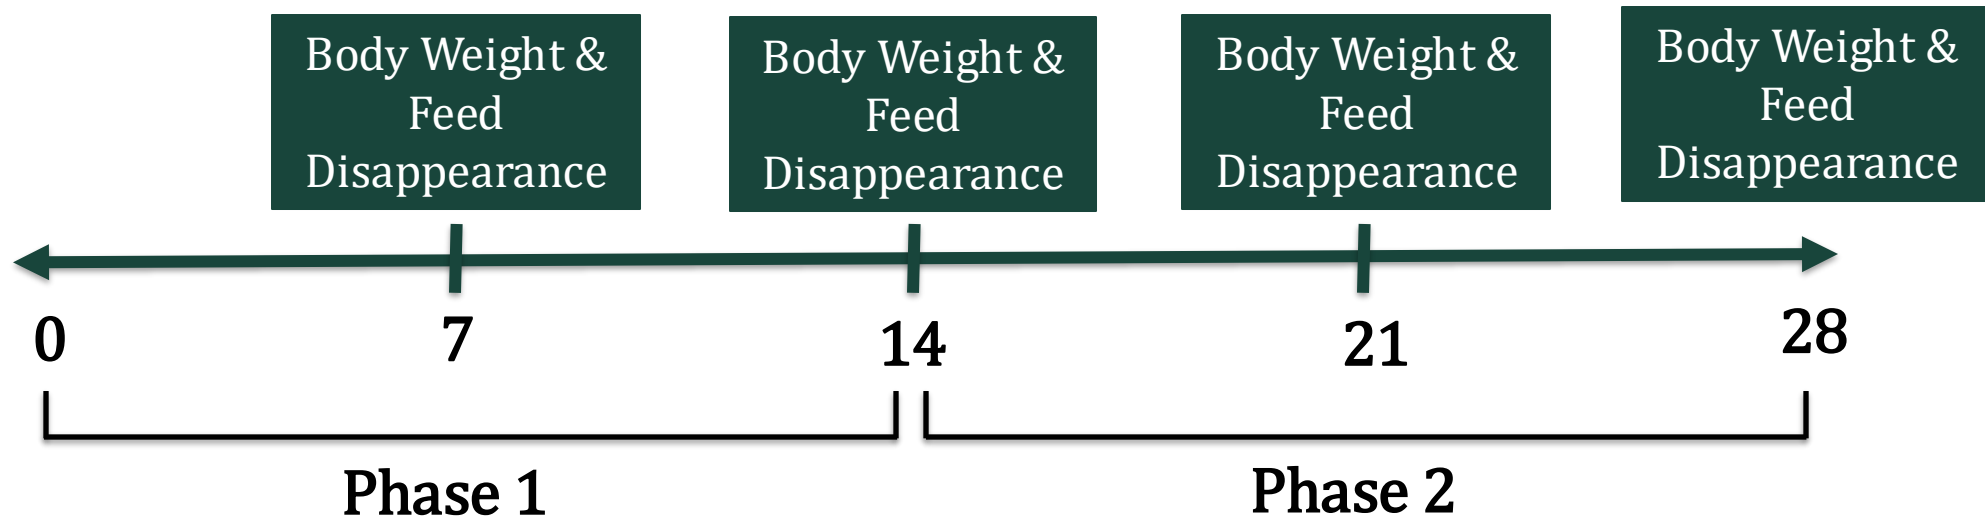 Body Weight &
Feed
Disappearance
Body Weight &
Feed
Disappearance
Body Weight &
Feed
Disappearance
Body Weight &
Feed
Disappearance
0
7
14
21
28
Phase 1
Phase 2